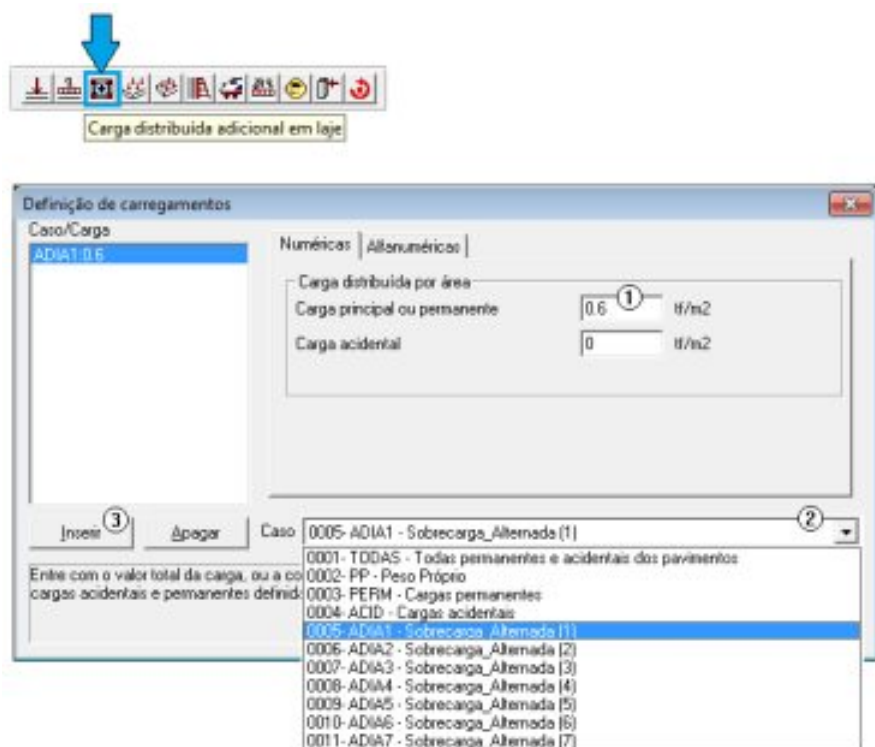 Carga distribuída adicional em laje
Definição de carregamentos
Caso/Carga
ADIA1:0.6
Numéricas Alfanuméricas
Carga distribuída por área
Carga principal ou permanente 0.6 1 tf/m2
Carga acidental 0 tf/m2
Inserir 3 Apagar Caso 0005- ADIA1 - Sobrecarga_Alternada (1) 2
0001- TODAS - Todas permanentes e acidentais dos pavimentos
Entre com o valor total da carga, ou a co 0002- PP - Peso Próprio
cargas acidentais e permanentes definid 0003- PERM - Cargas permanentes
0004- ACID - Cargas acidentais
0005- ADIA1 - Sobrecarga_Alternada (1)
0006- ADIA2 - Sobrecarga_Alternada (2)
0007- ADIA3 - Sobrecarga_Alternada (3)
0008- ADIA4 - Sobrecarga_Alternada (4)
0009- ADIA5 - Sobrecarga_Alternada (5)
0010- ADIA6 - Sobrecarga_Alternada (6)
0011- ADIA7 - Sobrecarga_Alternada (7)